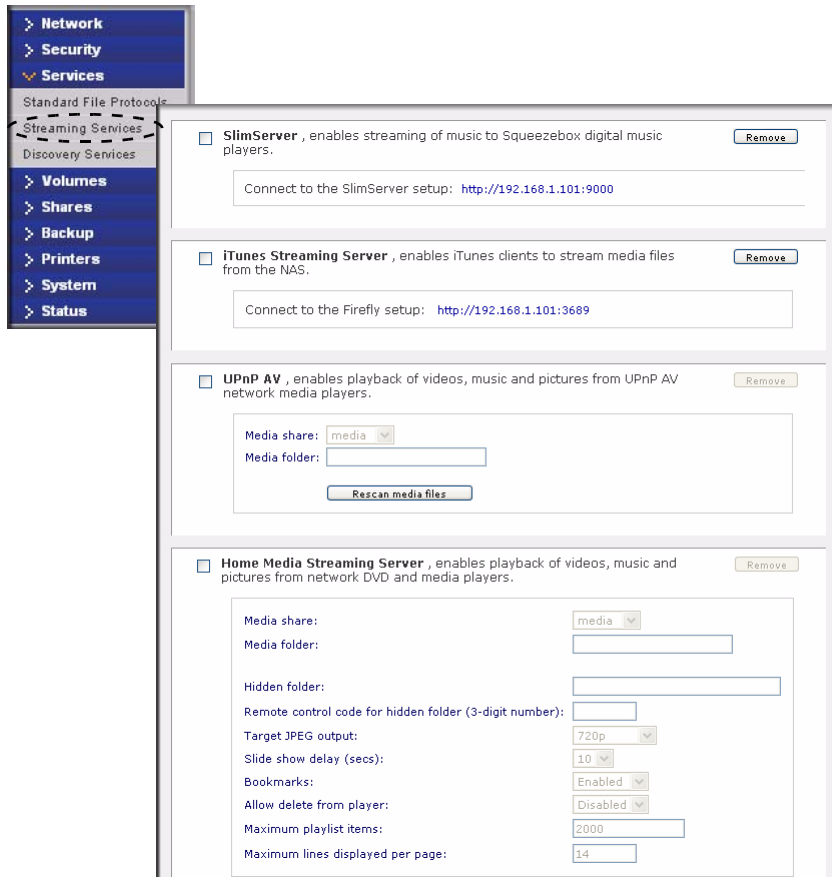 Network
Security
Services
Standard File Protocols
Streaming Services
Discovery Services
Volumes
Shares
Backup
Printers
System
Status
SlimServer , enables streaming of music to Squeezebox digital music
players.
Remove
Connect to the SlimServer setup: http://192.168.1.101:9000
iTunes Streaming Server , enables iTunes clients to stream media files
from the NAS.
Remove
Connect to the Firefly setup: http://192.168.1.101:3689
UPnP AV , enables playback of videos, music and pictures from UPnP AV
network media players.
Remove
Media share: media
Media folder:
Rescan media files
Home Media Streaming Server , enables playback of videos, music and
pictures from network DVD and media players.
Remove
Media share: media
Media folder:
Hidden folder:
Remote control code for hidden folder (3-digit number):
Target JPEG output: 720p
Slide show delay (secs): 10
Bookmarks: Enabled
Allow delete from player: Disabled
Maximum playlist items: 2000
Maximum lines displayed per page: 14